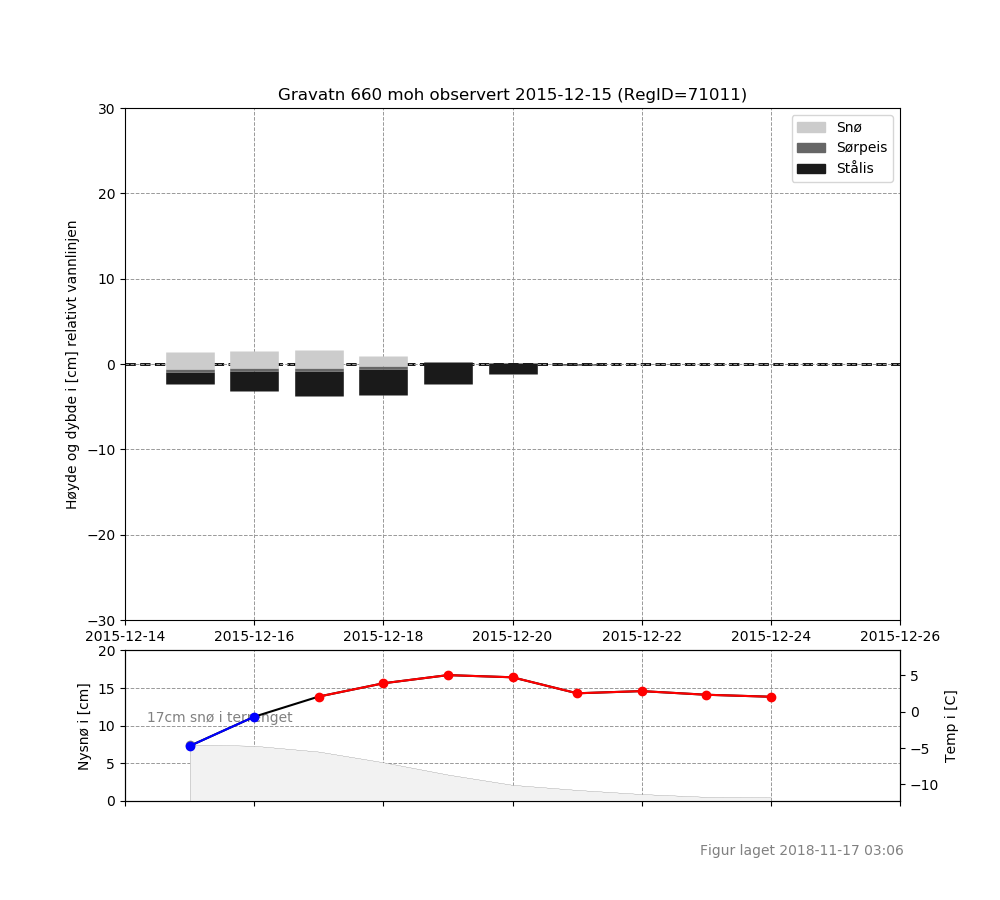 Gravatn 660 moh observert 2015-12-15 (RegID=71011)
30
20
10
0
−10
−20
−30
Høyde og dybde i [cm] relativt vannlinjen
Snø
Sørpeis
Stålis
2015-12-14
2015-12-16
2015-12-18
2015-12-20
2015-12-22
2015-12-24
2015-12-26
20
15
10
5
0
Nysnø i [cm]
17cm snø i terrenget
5
0
−5
−10
Temp i [C]
Figur laget 2018-11-17 03:06